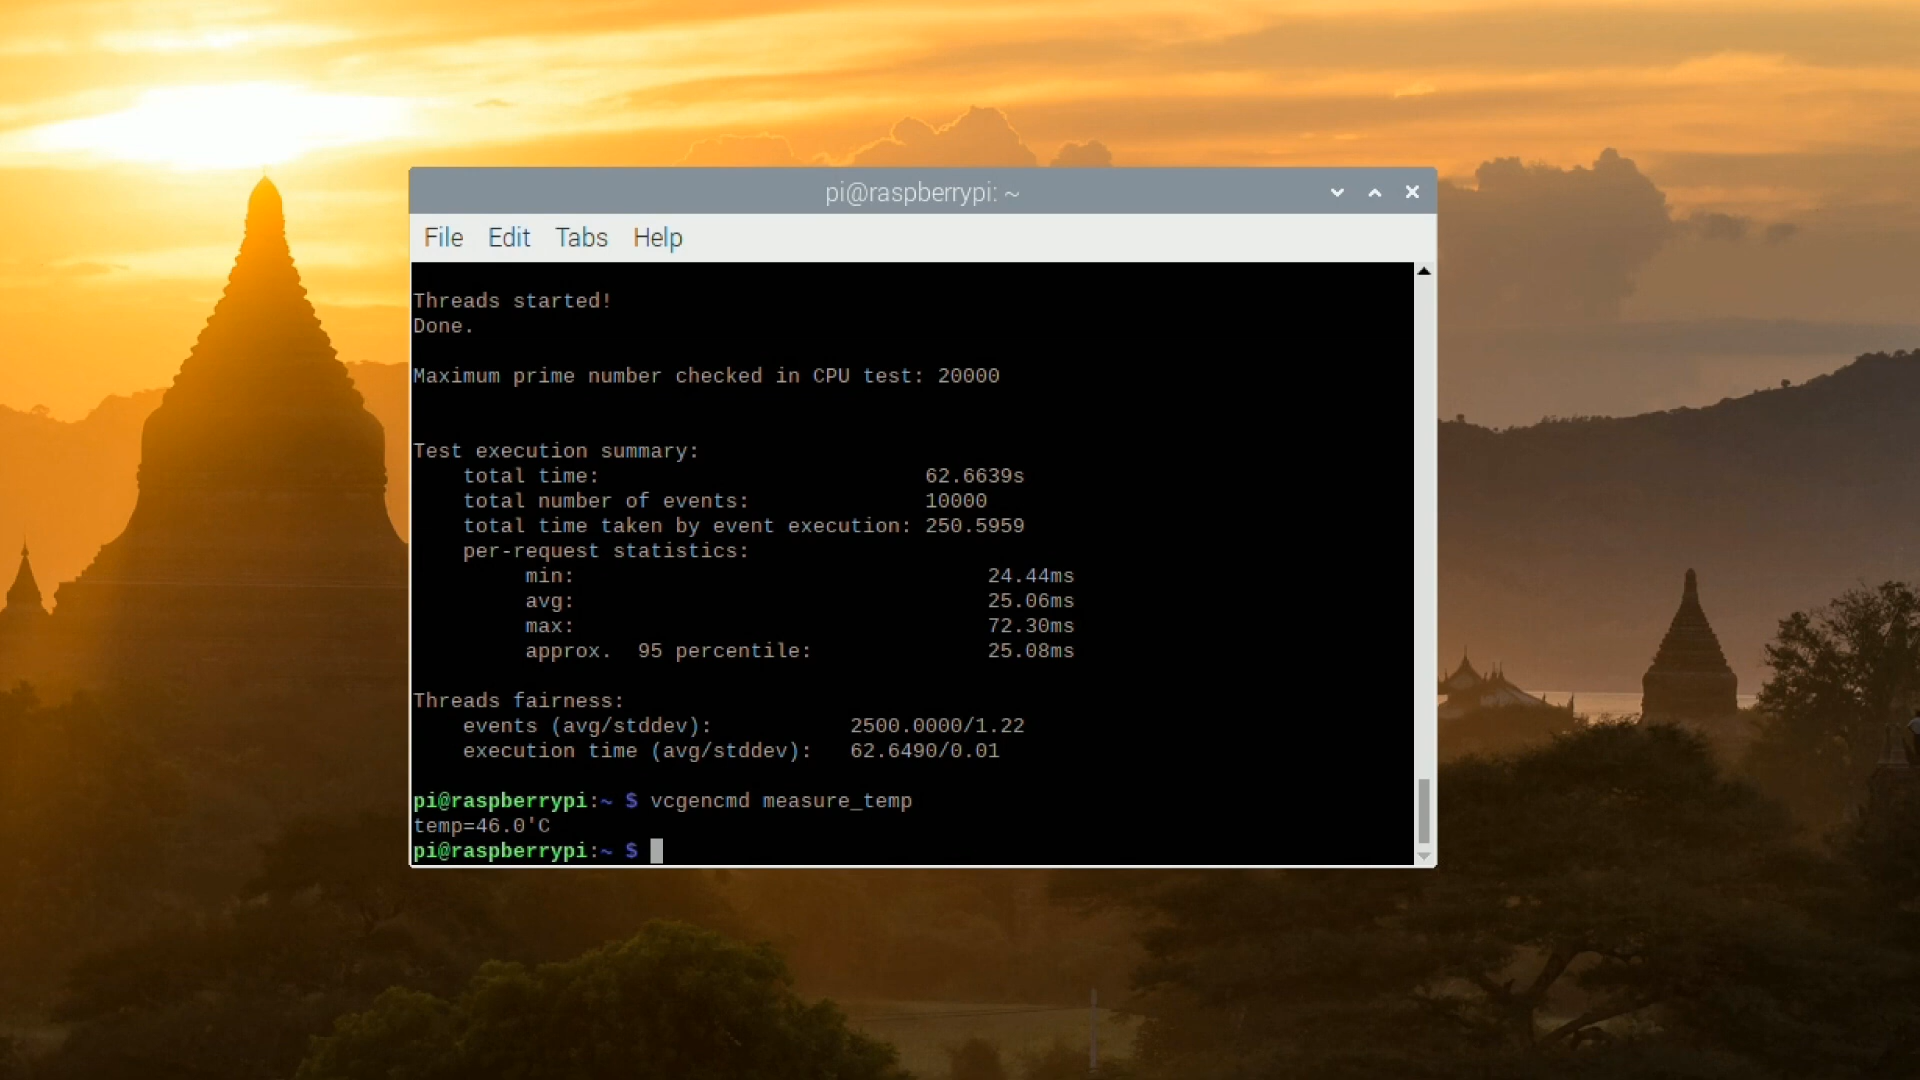 pi@raspberrypi: ~
File Edit Tabs Help
Threads started!
Done.
Maximum prime number checked in CPU test: 20000
Test execution summary:
total time: 62.6639s
total number of events: 10000
total time taken by event execution: 250.5959
per-request statistics:
min: 24.44ms
avg: 25.06ms
max: 72.30ms
approx.  95 percentile: 25.08ms
Threads fairness:
events (avg/stddev): 2500.0000/1.22
execution time (avg/stddev): 62.6490/0.01
pi@raspberrypi:~ $ vcgencmd measure_temp
temp=46.0'C
pi@raspberrypi:~ $